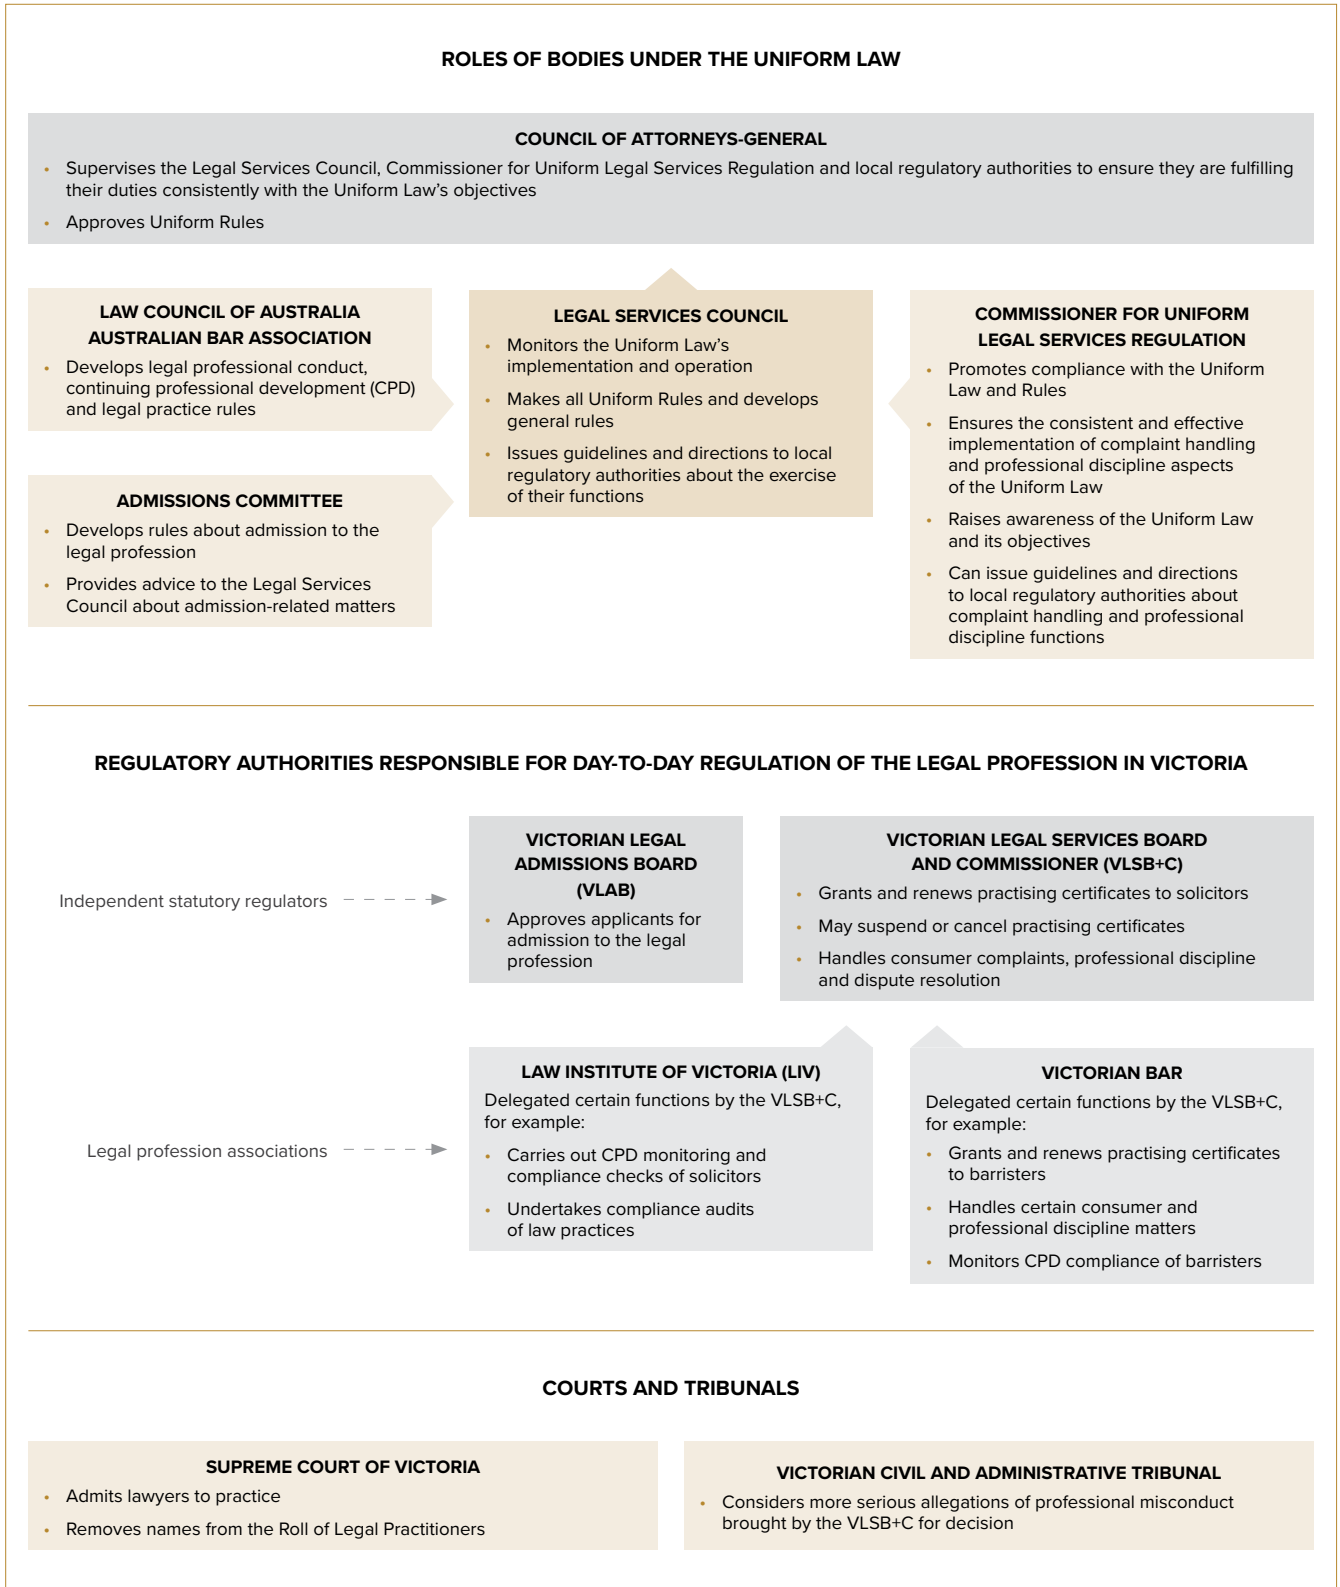 ROLES OF BODIES UNDER THE UNIFORM LAW
COUNCIL OF ATTORNEYS-GENERAL
• Supervises the Legal Services Council, Commissioner for Uniform Legal Services Regulation and local regulatory authorities to ensure they are fulfilling
their duties consistently with the Uniform Law’s objectives
• Approves Uniform Rules
LAW COUNCIL OF AUSTRALIA
AUSTRALIAN BAR ASSOCIATION
• Develops legal professional conduct,
continuing professional development (CPD)
and legal practice rules
ADMISSIONS COMMITTEE
• Develops rules about admission to the
legal profession
• Provides advice to the Legal Services
Council about admission-related matters
LEGAL SERVICES COUNCIL
• Monitors the Uniform Law’s
implementation and operation
• Makes all Uniform Rules and develops
general rules
• Issues guidelines and directions to local
regulatory authorities about the exercise
of their functions
COMMISSIONER FOR UNIFORM
LEGAL SERVICES REGULATION
• Promotes compliance with the Uniform
Law and Rules
• Ensures the consistent and effective
implementation of complaint handling
and professional discipline aspects
of the Uniform Law
• Raises awareness of the Uniform Law
and its objectives
• Can issue guidelines and directions
to local regulatory authorities about
complaint handling and professional
discipline functions
REGULATORY AUTHORITIES RESPONSIBLE FOR DAY-TO-DAY REGULATION OF THE LEGAL PROFESSION IN VICTORIA
Independent statutory regulators
VICTORIAN LEGAL
ADMISSIONS BOARD
(VLAB)
• Approves applicants for
admission to the legal
profession
VICTORIAN LEGAL SERVICES BOARD
AND COMMISSIONER (VLSB+C)
• Grants and renews practising certificates to solicitors
• May suspend or cancel practising certificates
• Handles consumer complaints, professional discipline
and dispute resolution
Legal profession associations
LAW INSTITUTE OF VICTORIA (LIV)
Delegated certain functions by the VLSB+C,
for example:
• Carries out CPD monitoring and
compliance checks of solicitors
• Undertakes compliance audits
of law practices
VICTORIAN BAR
Delegated certain functions by the VLSB+C,
for example:
• Grants and renews practising certificates
to barristers
• Handles certain consumer and
professional discipline matters
• Monitors CPD compliance of barristers
COURTS AND TRIBUNALS
SUPREME COURT OF VICTORIA
• Admits lawyers to practice
• Removes names from the Roll of Legal Practitioners
VICTORIAN CIVIL AND ADMINISTRATIVE TRIBUNAL
• Considers more serious allegations of professional misconduct
brought by the VLSB+C for decision